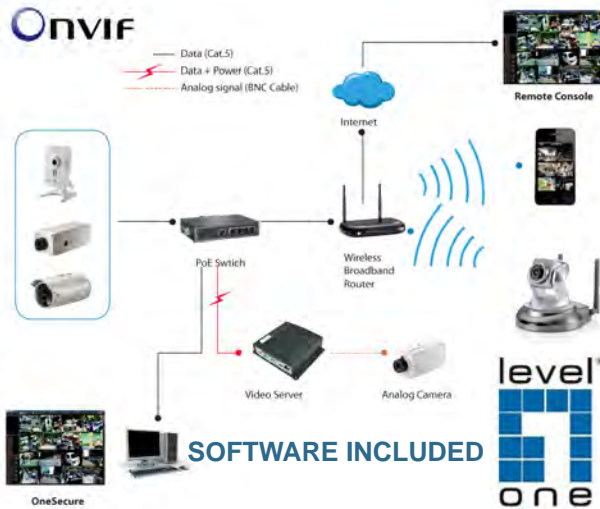 ONVIF
Data (Cat.5)
Data + Power (Cat.5)
Analog signal (BNC Cable)
Internet
Remote Console
PoE Swtich
Wireless
Broadband
Router
Video Server
Analog Camera
SOFTWARE INCLUDED
OneSecure
level
one